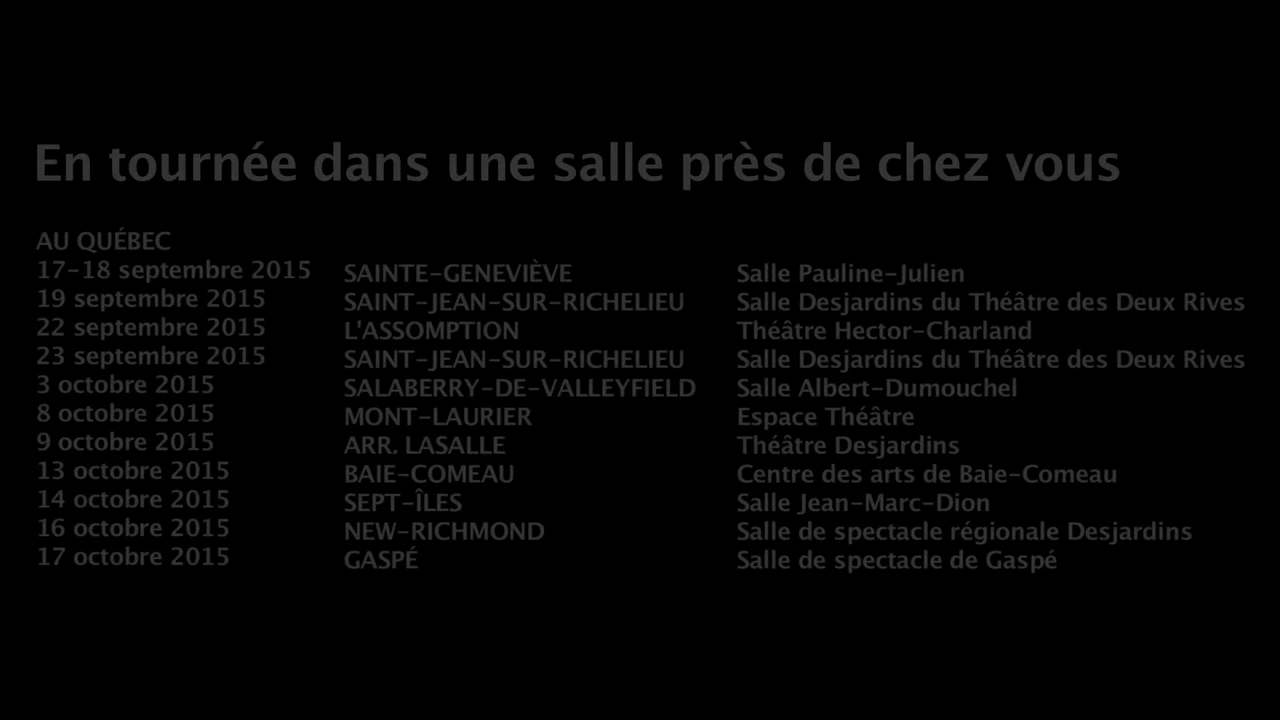 En tournée dans une salle près de chez vous
AU QUÉBEC
17-18 septembre 2015 SAINTE-GENEVIÈVE Salle Pauline-Julien
19 septembre 2015 SAINT-JEAN-SUR-RICHELIEU Salle Desjardins du Théâtre des Deux Rives
22 septembre 2015 L'ASSOMPTION Théâtre Hector-Charland
23 septembre 2015 SAINT-JEAN-SUR-RICHELIEU Salle Desjardins du Théâtre des Deux Rives
3 octobre 2015 SALABERRY-DE-VALLEYFIELD Salle Albert-Dumouchel
8 octobre 2015 MONT-LAURIER Espace Théâtre
9 octobre 2015 ARR. LASALLE Théâtre Desjardins
13 octobre 2015 BAIE-COMEAU Centre des arts de Baie-Comeau
14 octobre 2015 SEPT-ÎLES Salle Jean-Marc-Dion
16 octobre 2015 NEW-RICHMOND Salle de spectacle régionale Desjardins
17 octobre 2015 GASPÉ Salle de spectacle de Gaspé